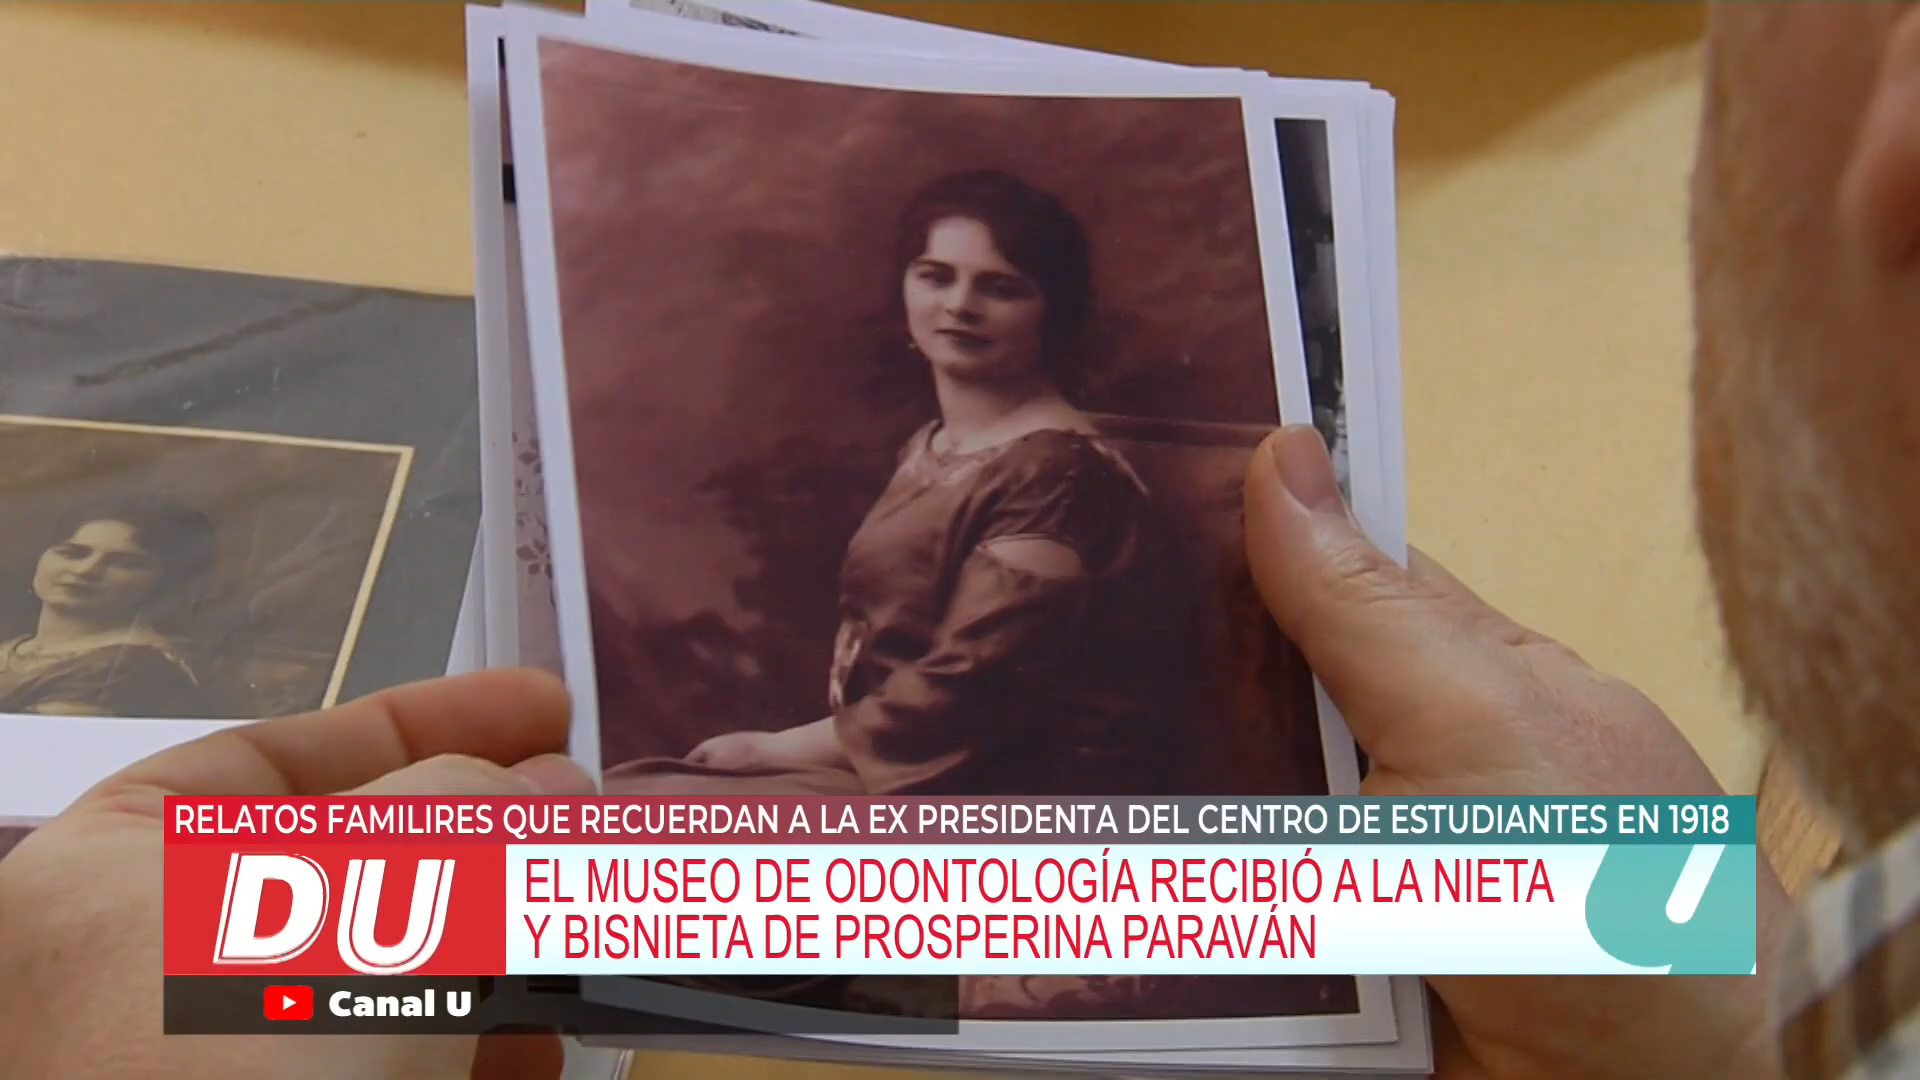 RELATOS FAMILIRES QUE RECUERDAN A LA EX PRESIDENTA DEL CENTRO DE ESTUDIANTES EN 1918
DU
EL MUSEO DE ODONTOLOGÍA RECIBIÓ A LA NIETA
Y BISNIETA DE PROSPERINA PARAVÁN
U
Canal U